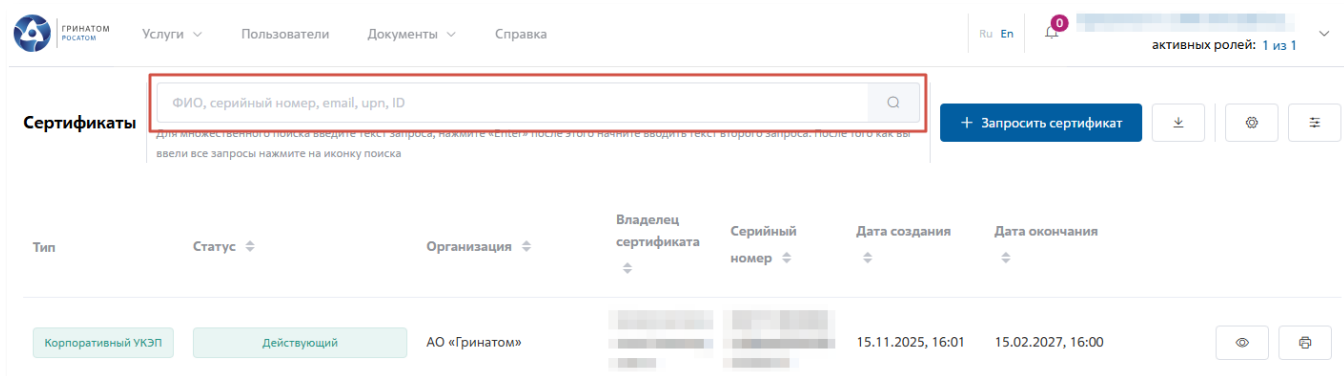 ГРИНАТОМ
РОСАТОМ
Услуги
Пользователи
Документы
Справка
Ru En
0
активных ролей: 1 из 1
Сертификаты
ФИО, серийный номер, email, upn, ID
Для множественного поиска введите текст запроса, нажмите «Enter» после этого начните вводить текст второго запроса. После того как вы
ввели все запросы нажмите на иконку поиска
+ Запросить сертификат
Тип
Статус
Организация
Владелец
сертификата
Серийный
номер
Дата создания
Дата окончания
Корпоративный УКЭП
Действующий
АО «Гринатом»
15.11.2025, 16:01
15.02.2027, 16:00